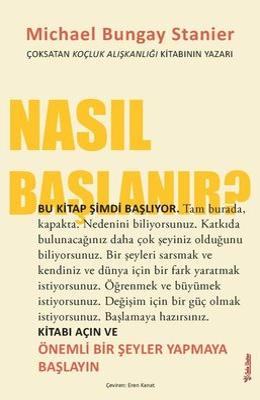 Michael Bungay Stanier
ÇOKSATAN KOÇLUK ALIŞKANLIĞI KİTABININ YAZARI
NASIL
BAŞLANIR?
BU KİTAP ŞİMDİ BAŞLIYOR. Tam burada,
kapakta. Nedenini biliyorsunuz. Katkıda
bulunacağınız daha çok şeyiniz olduğunu
biliyorsunuz. Bir şeyleri sarsmak ve
kendiniz ve dünya için bir fark yaratmak
istiyorsunuz. Öğrenmek ve büyümek
istiyorsunuz. Değişim için bir güç olmak
istiyorsunuz. Başlamaya hazırsınız.
KİTABI AÇIN VE
ÖNEMLİ BİR ŞEYLER YAPMAYA
BAŞLAYIN
Çeviren: Eren Kanat